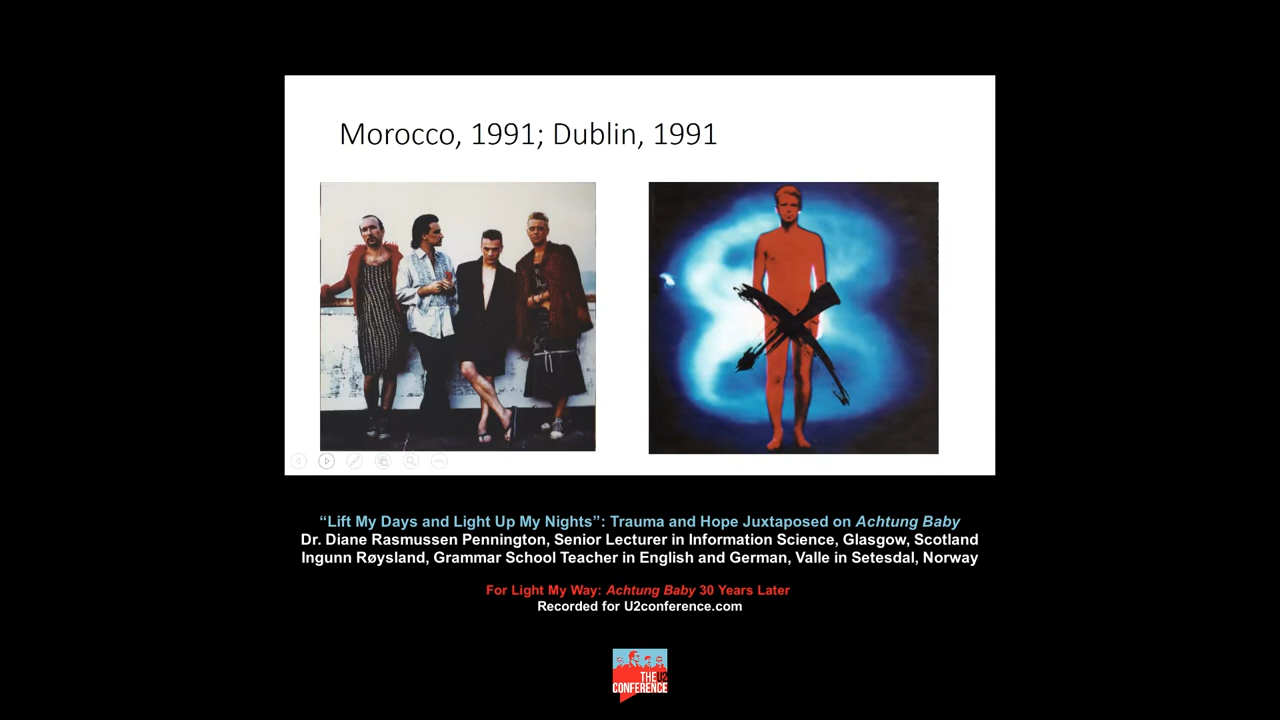 Morocco, 1991; Dublin, 1991
“Lift My Days and Light Up My Nights”: Trauma and Hope Juxtaposed on Achtung Baby
Dr. Diane Rasmussen Pennington, Senior Lecturer in Information Science, Glasgow, Scotland
Ingunn Røysland, Grammar School Teacher in English and German, Valle in Setesdal, Norway
For Light My Way: Achtung Baby 30 Years Later
Recorded for U2conference.com
THE U2
CONFERENCE